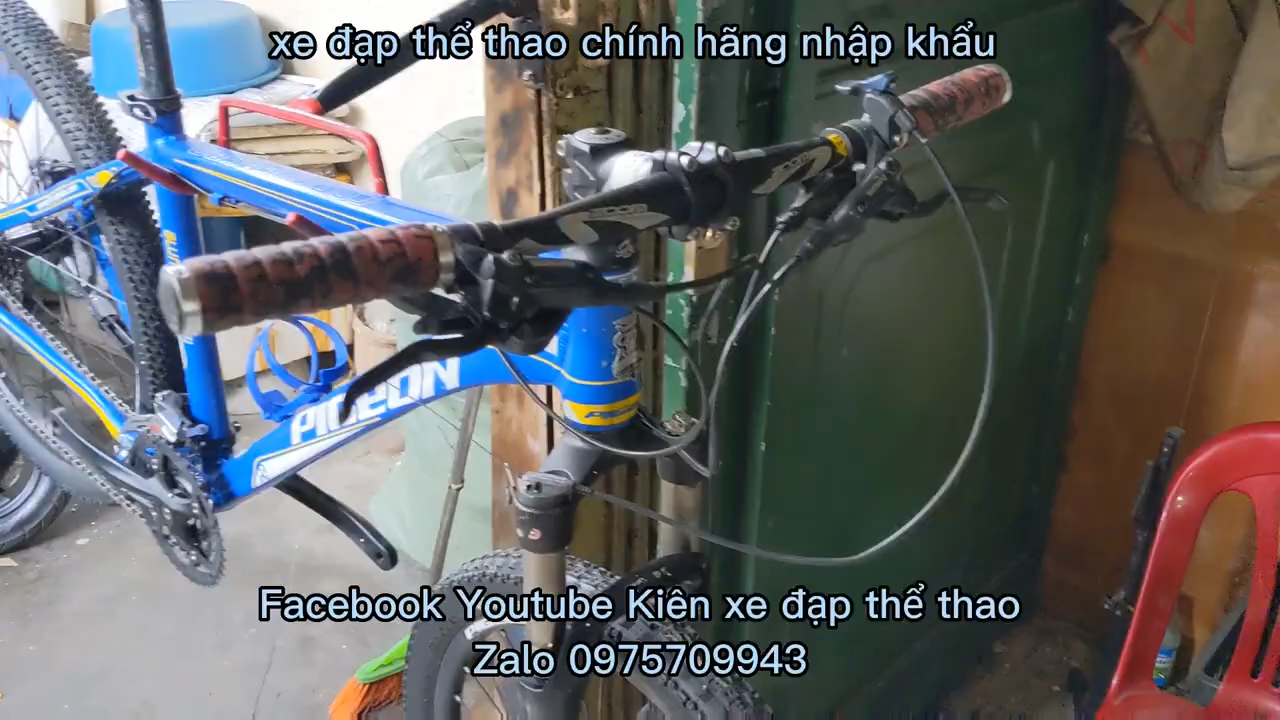 xe đạp thể thao chính hãng nhập khẩu
PIGEON
Facebook Youtube Kiên xe đạp thể thao
Zalo 0975709943